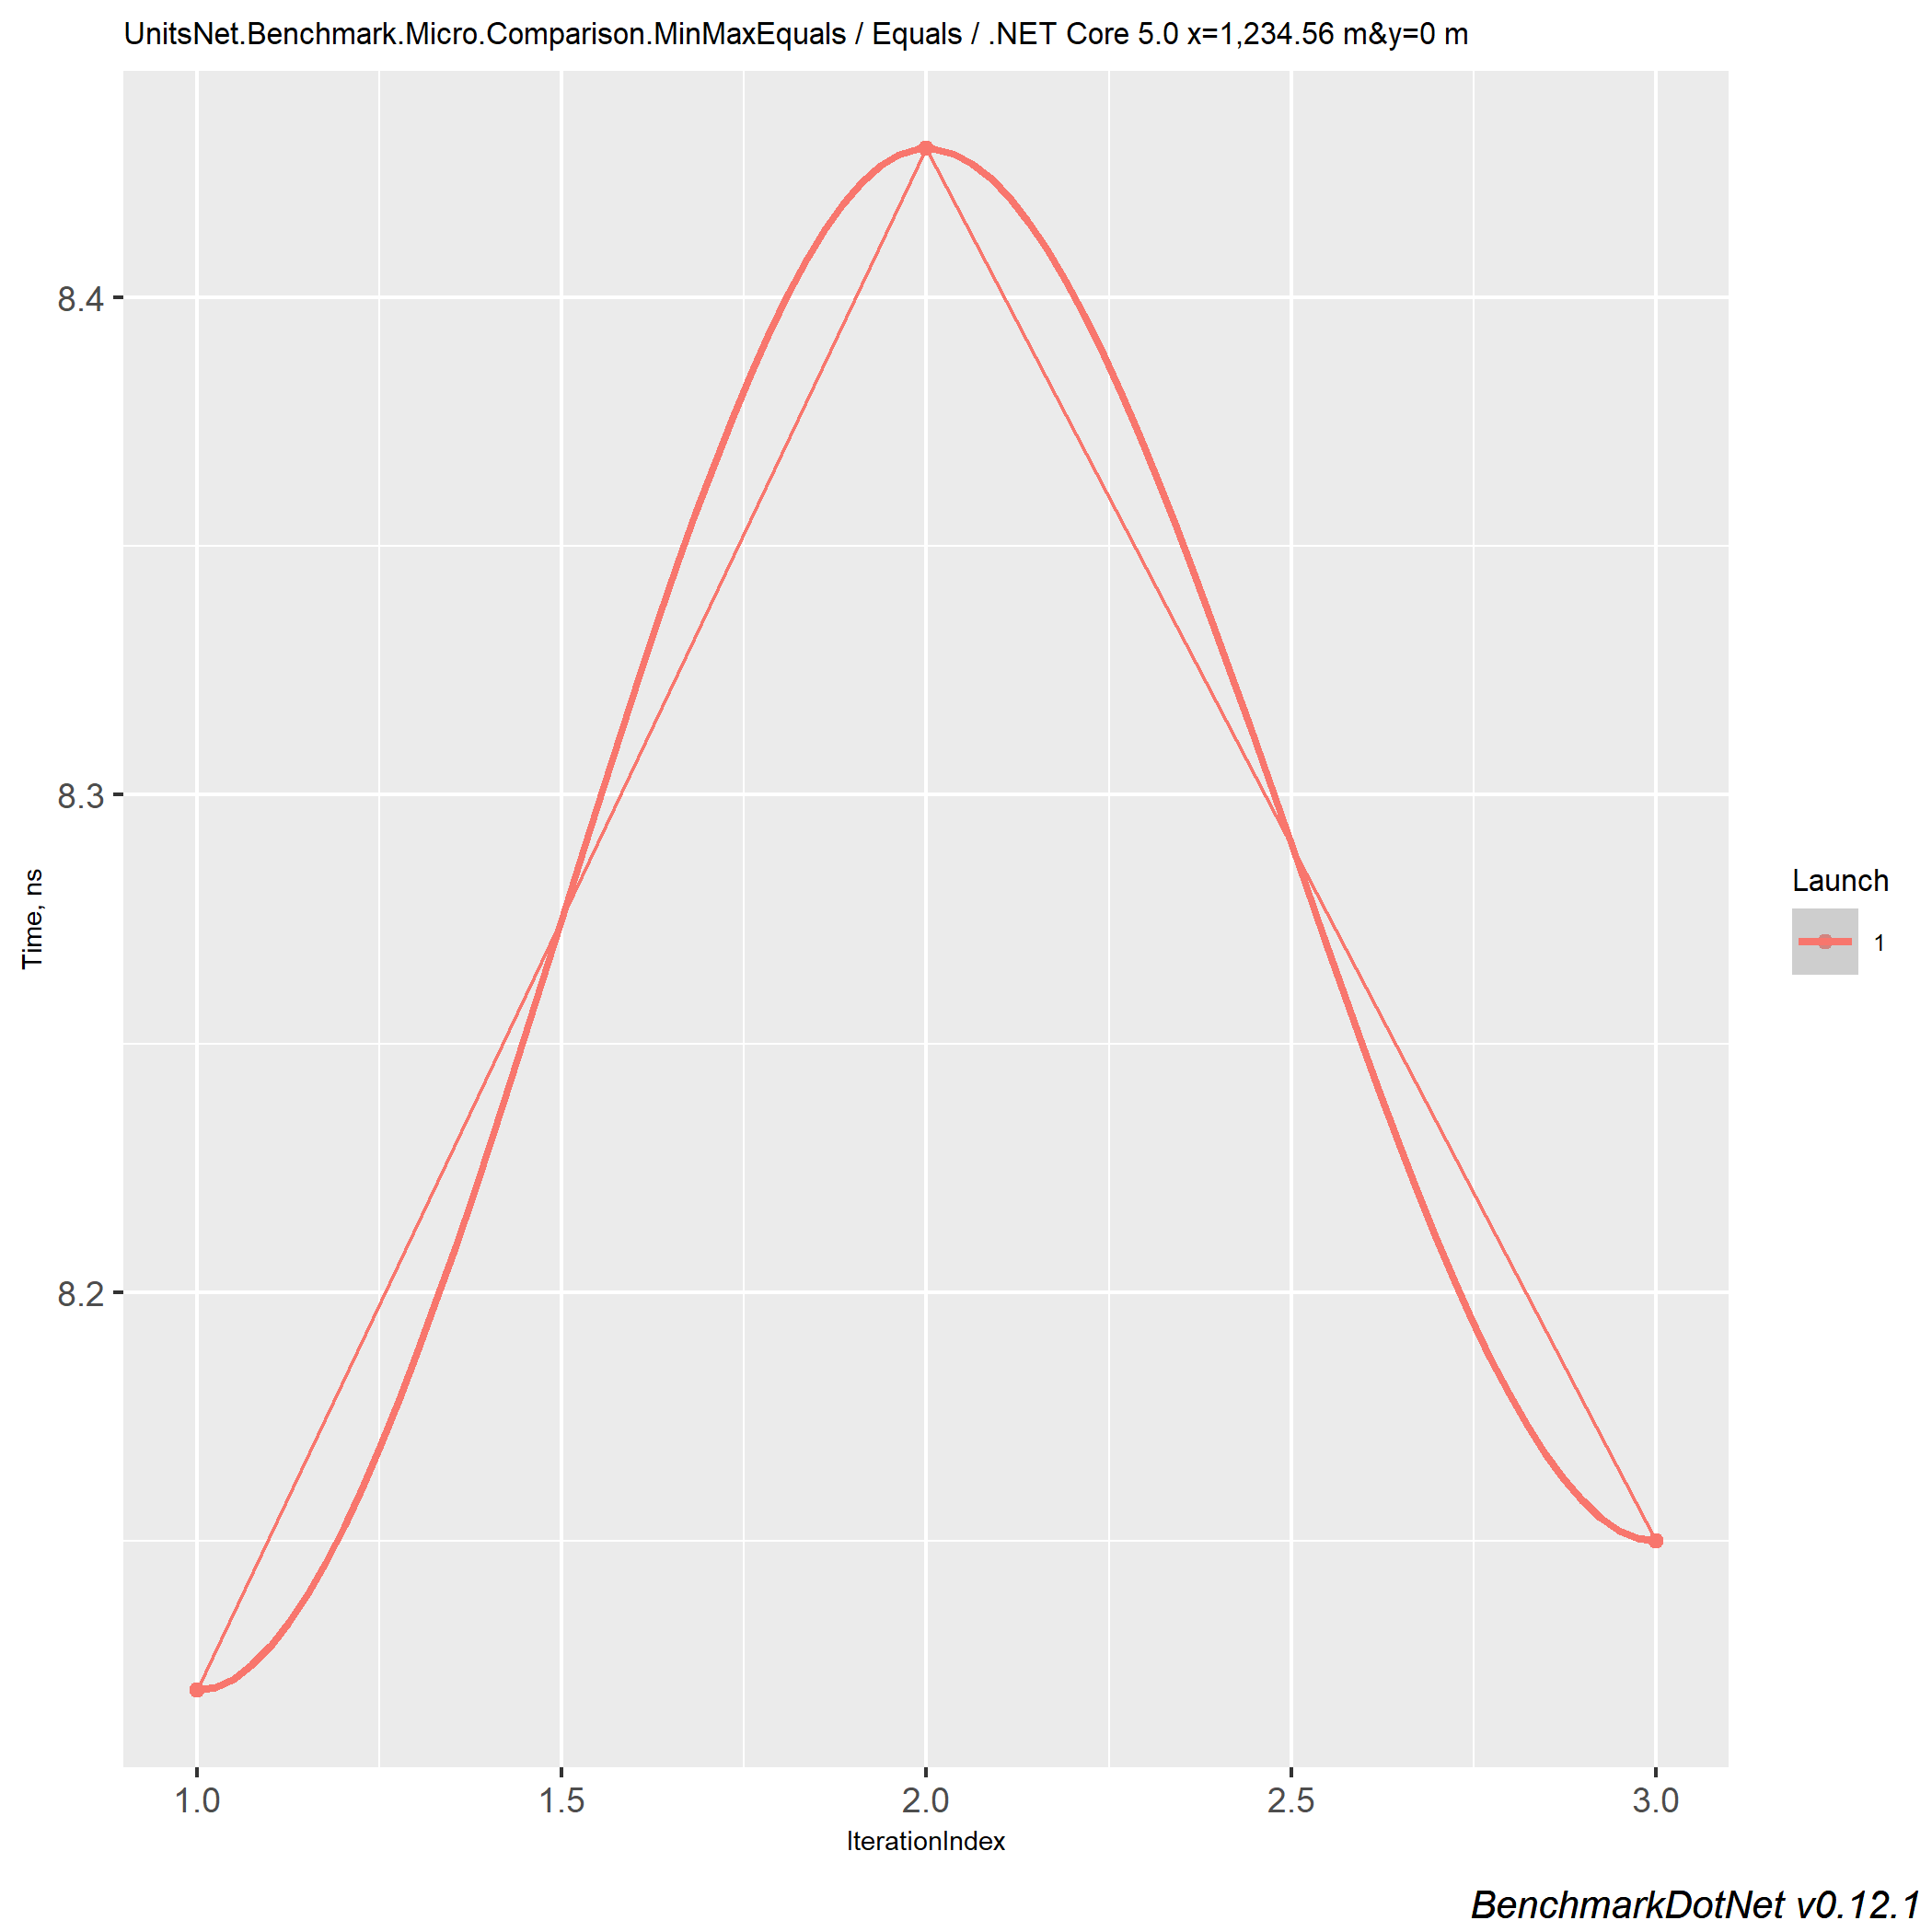 UnitsNet.Benchmark.Micro.Comparison.MinMaxEquals / Equals / .NET Core 5.0 x=1,234.56 m&y=0 m
8.4
8.3
8.2
Time, ns
1.0 1.5 2.0 2.5 3.0
IterationIndex
Launch
1
BenchmarkDotNet v0.12.1